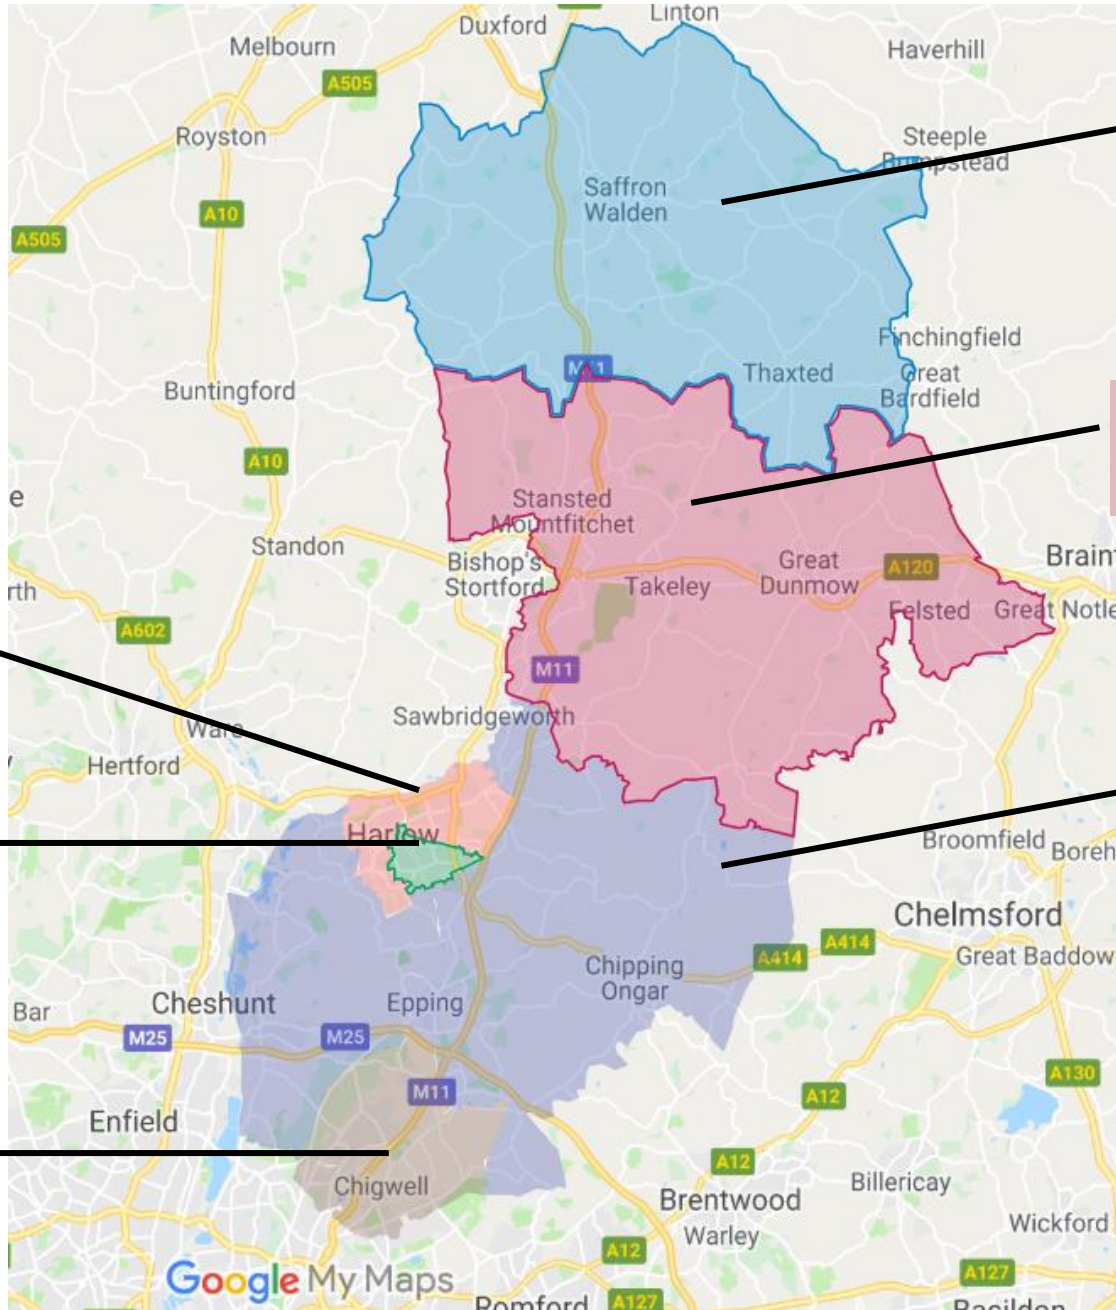 Linton
Duxford
Melbourn
Haverhill
A505
Royston
Steeple
Bumpstead
Saffron
Walden
A10
A505
Finchingfield
M11
Thaxted
Great
Bardfield
Buntingford
A10
e
Stansted
Mountfitchet
Standon
Bishop's
Stortford
Great
Dunmow
Takeley
A120
Brain
rth
Felsted
Great Notle
A602
M11
Sawbridgeworth
Ware
Hertford
Harlow
Broomfield
Boreh
Chelmsford
A414
A414
Great Baddow
Chipping
Ongar
Bar
Cheshunt
Epping
M25
M25
A130
M11
A12
Enfield
A12
Chigwell
Billericay
Brentwood
Wickford
Warley
A12
Google My Maps
A127
Romford
A127
Basildon